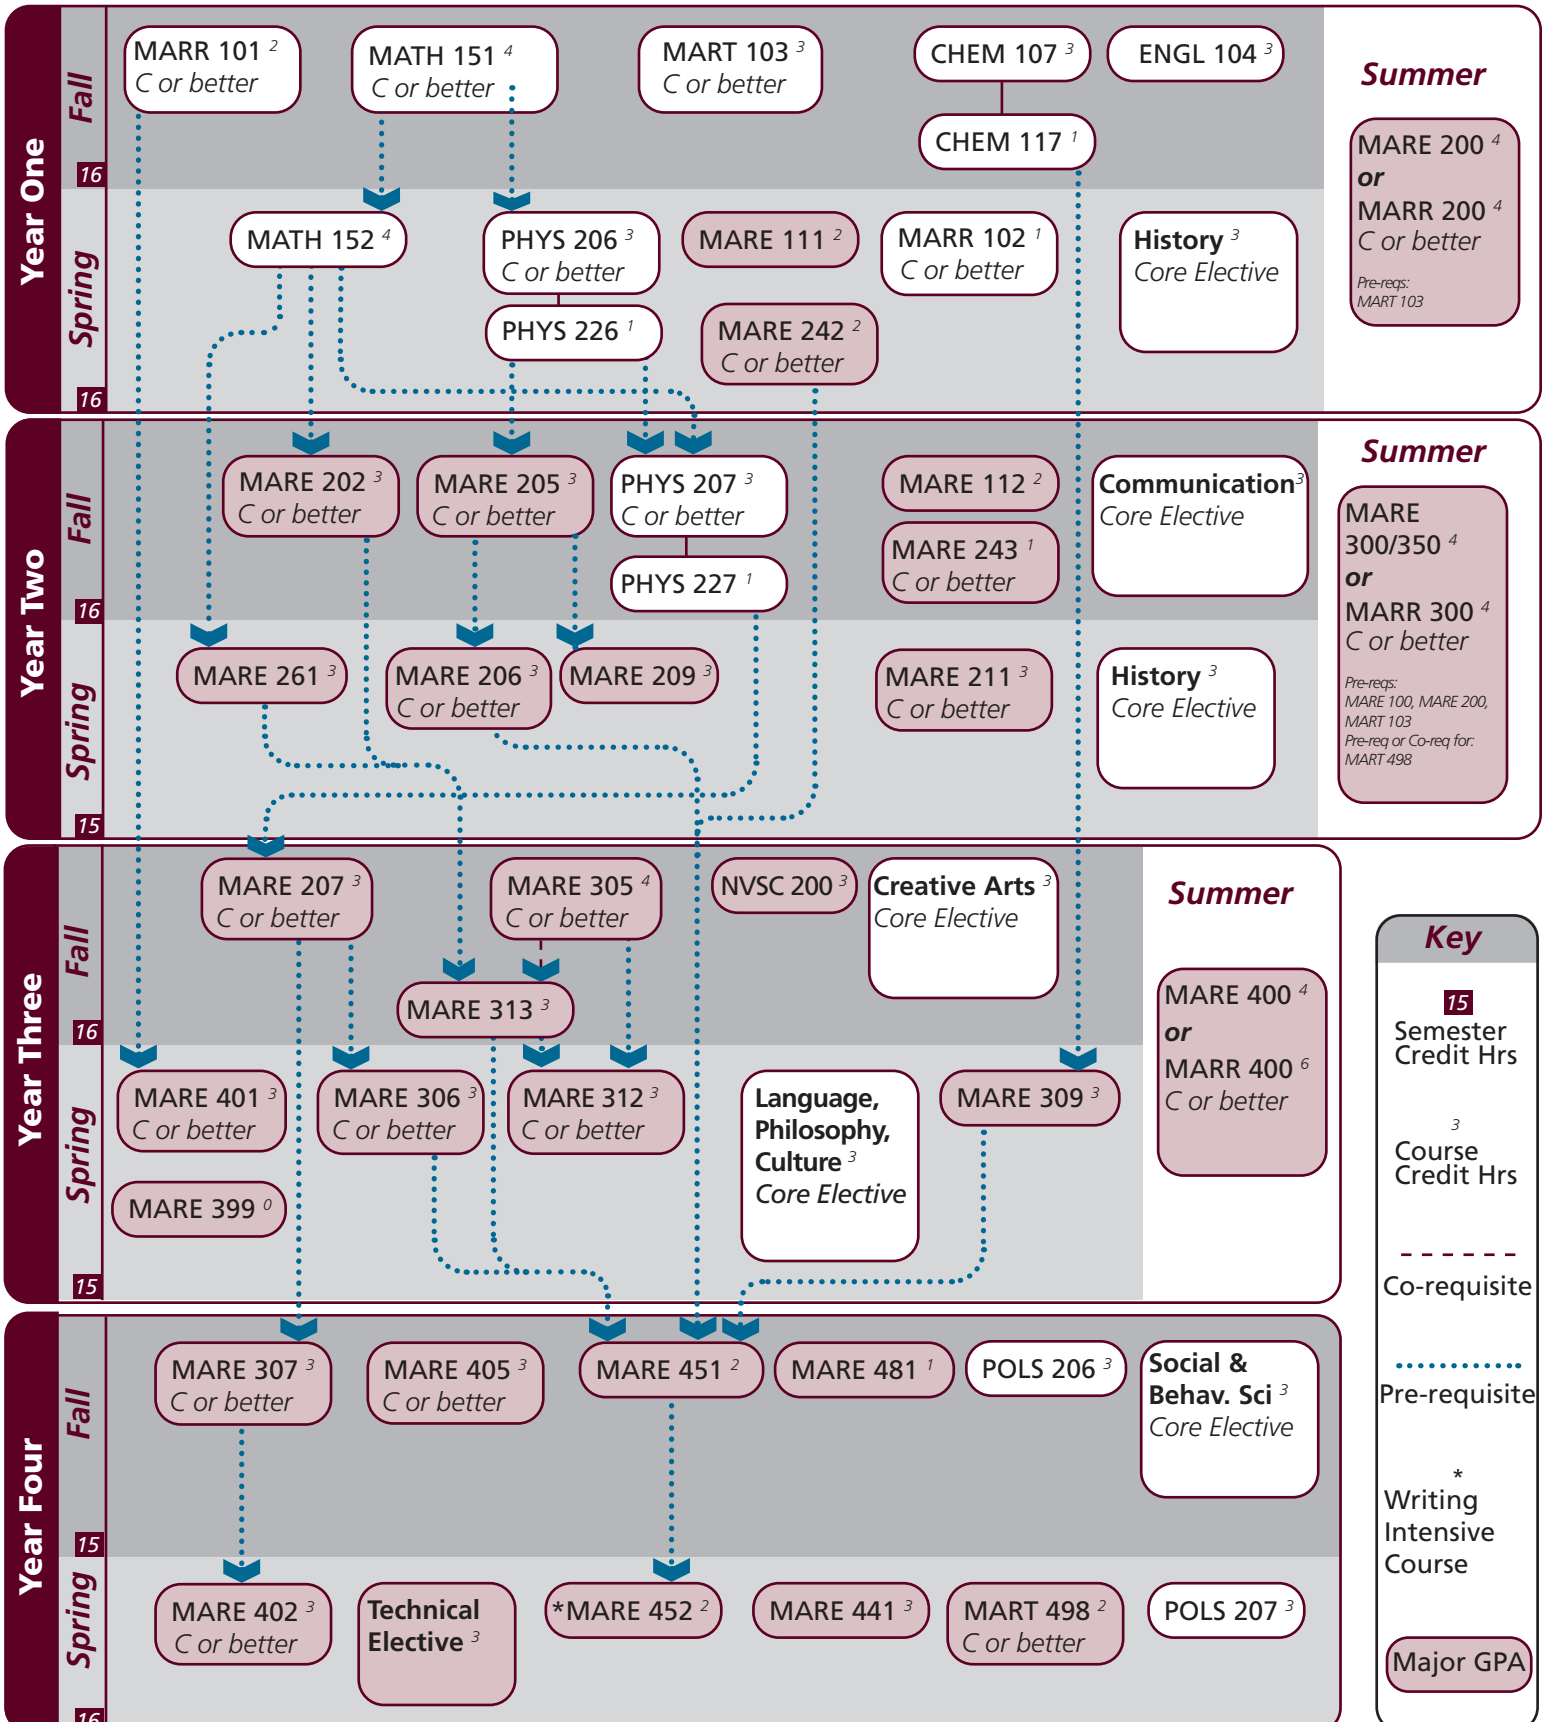 Year One
Fall
16
MARR 101 2
C or better
MATH 151 4
C or better
MART 103 3
C or better
CHEM 107 3
ENGL 104 3
CHEM 117 1
Summer
MARE 200 4
or
MARR 200 4
C or better
Pre-reqs:
MART 103
Spring
16
MATH 152 4
PHYS 206 3
C or better
PHYS 226 1
MARE 111 2
MARE 242 2
C or better
MARR 102 1
C or better
History 3
Core Elective
Year Two
Fall
16
MARE 202 3
C or better
MARE 205 3
C or better
PHYS 207 3
C or better
PHYS 227 1
MARE 112 2
MARE 243 1
C or better
Communication 3
Core Elective
Summer
MARE
300/350 4
or
MARR 300 4
C or better
Pre-reqs:
MARE 100, MARE 200,
MART 103
Pre-req or Co-req for:
MART 498
Spring
15
MARE 261 3
MARE 206 3
C or better
MARE 209 3
MARE 211 3
C or better
History 3
Core Elective
Year Three
Fall
16
MARE 207 3
C or better
MARE 305 4
C or better
NVSC 200 3
Creative Arts 3
Core Elective
MARE 313 3
Summer
MARE 400 4
or
MARR 400 6
C or better
Spring
15
MARE 401 3
C or better
MARE 306 3
C or better
MARE 312 3
C or better
Language,
Philosophy,
Culture 3
Core Elective
MARE 309 3
MARE 399 0
Year Four
Fall
15
MARE 307 3
C or better
MARE 405 3
C or better
MARE 451 2
MARE 481 1
POLS 206 3
Social &
Behav. Sci 3
Core Elective
Spring
16
MARE 402 3
C or better
Technical
Elective 3
*MARE 452 2
MARE 441 3
MART 498 2
C or better
POLS 207 3
Key
15
Semester
Credit Hrs
3
Course
Credit Hrs
Co-requisite
Pre-requisite
*
Writing
Intensive
Course
Major GPA